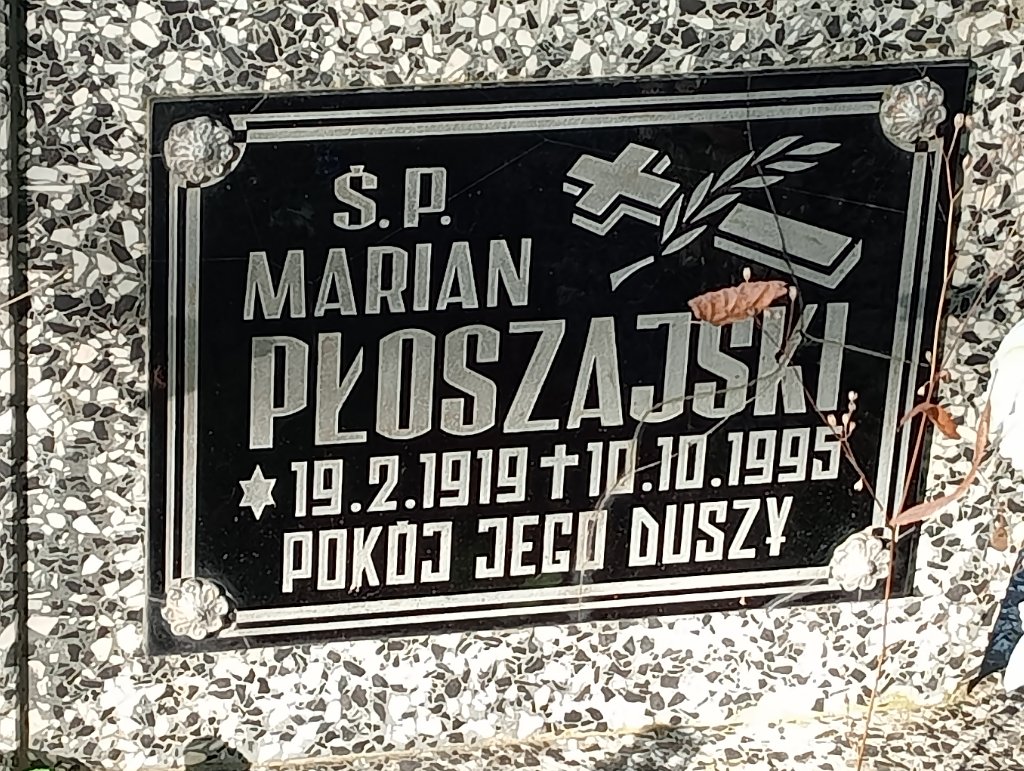 Ś.P.
MARIAN
PŁOSZAJSKI
19.2.1919 † 10.10.1995
POKÓJ JEGO DUSZY